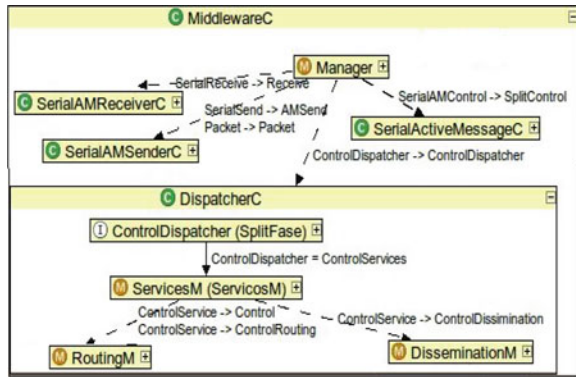 C MiddlewareC
M Manager
SerialReceive -> Receive
SerialAMControl -> SplitControl
C SerialAMReceiverC
SerialSend -> AMSend
Packet -> Packet
C SerialActiveMessageC
C SerialAMSenderC
ControlDispatcher -> ControlDispatcher
C DispatcherC
I ControlDispatcher (SplitFase)
ControlDispatcher = ControlServices
M ServicesM (ServicosM)
ControlService -> Control
ControlService -> ControlDissimination
ControlService -> ControlRouting
M RoutingM
M DisseminationM